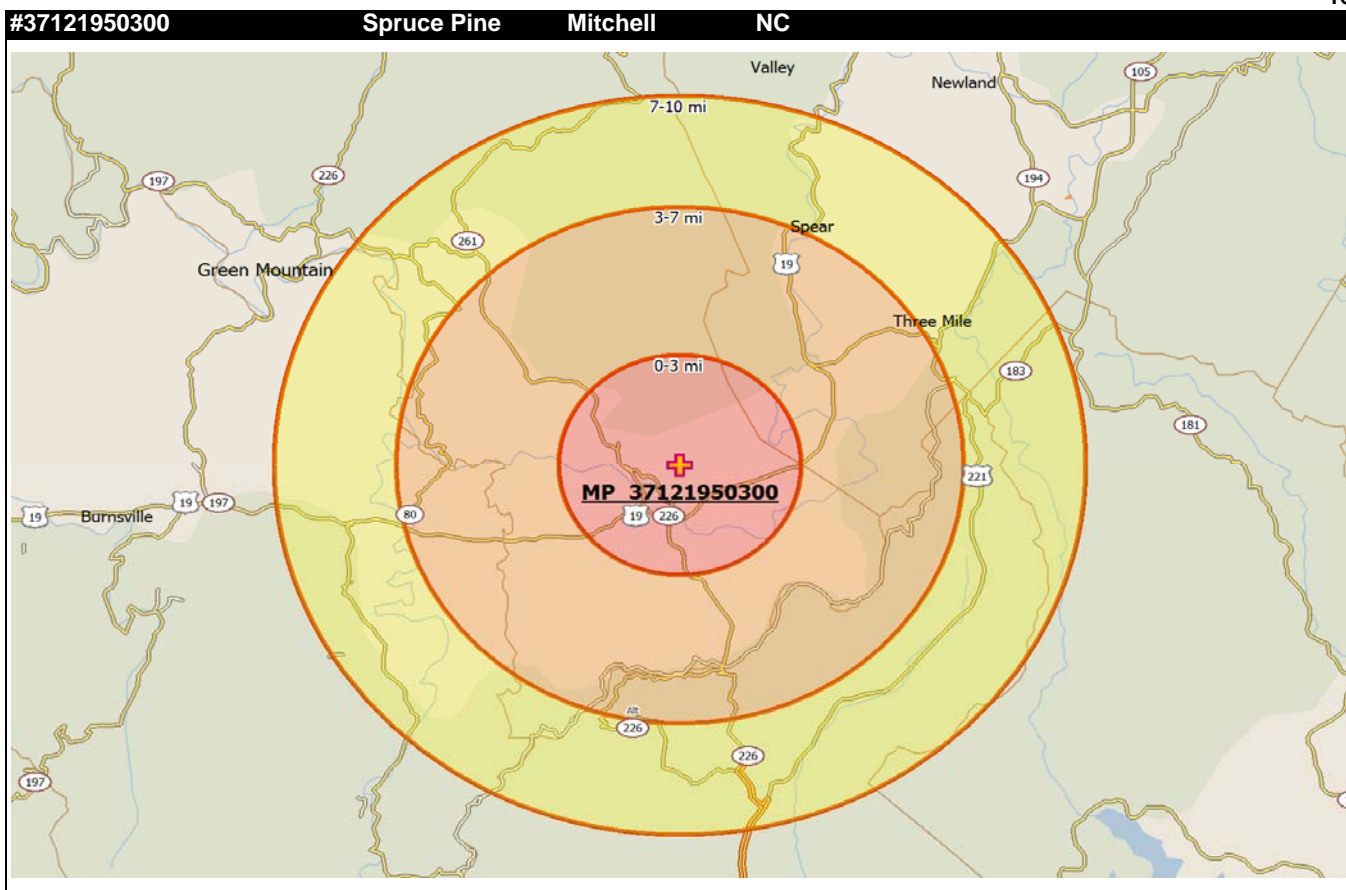 #37121950300 Spruce Pine Mitchell NC
Valley
Newland
105
7-10 mi
226
197
194
3-7 mi
Spear
261
19
Green Mountain
Three Mile
0-3 mi
183
181
MP 37121950300
221
19 197
19
Burnsville
80
19 226
Alt
226
226
197